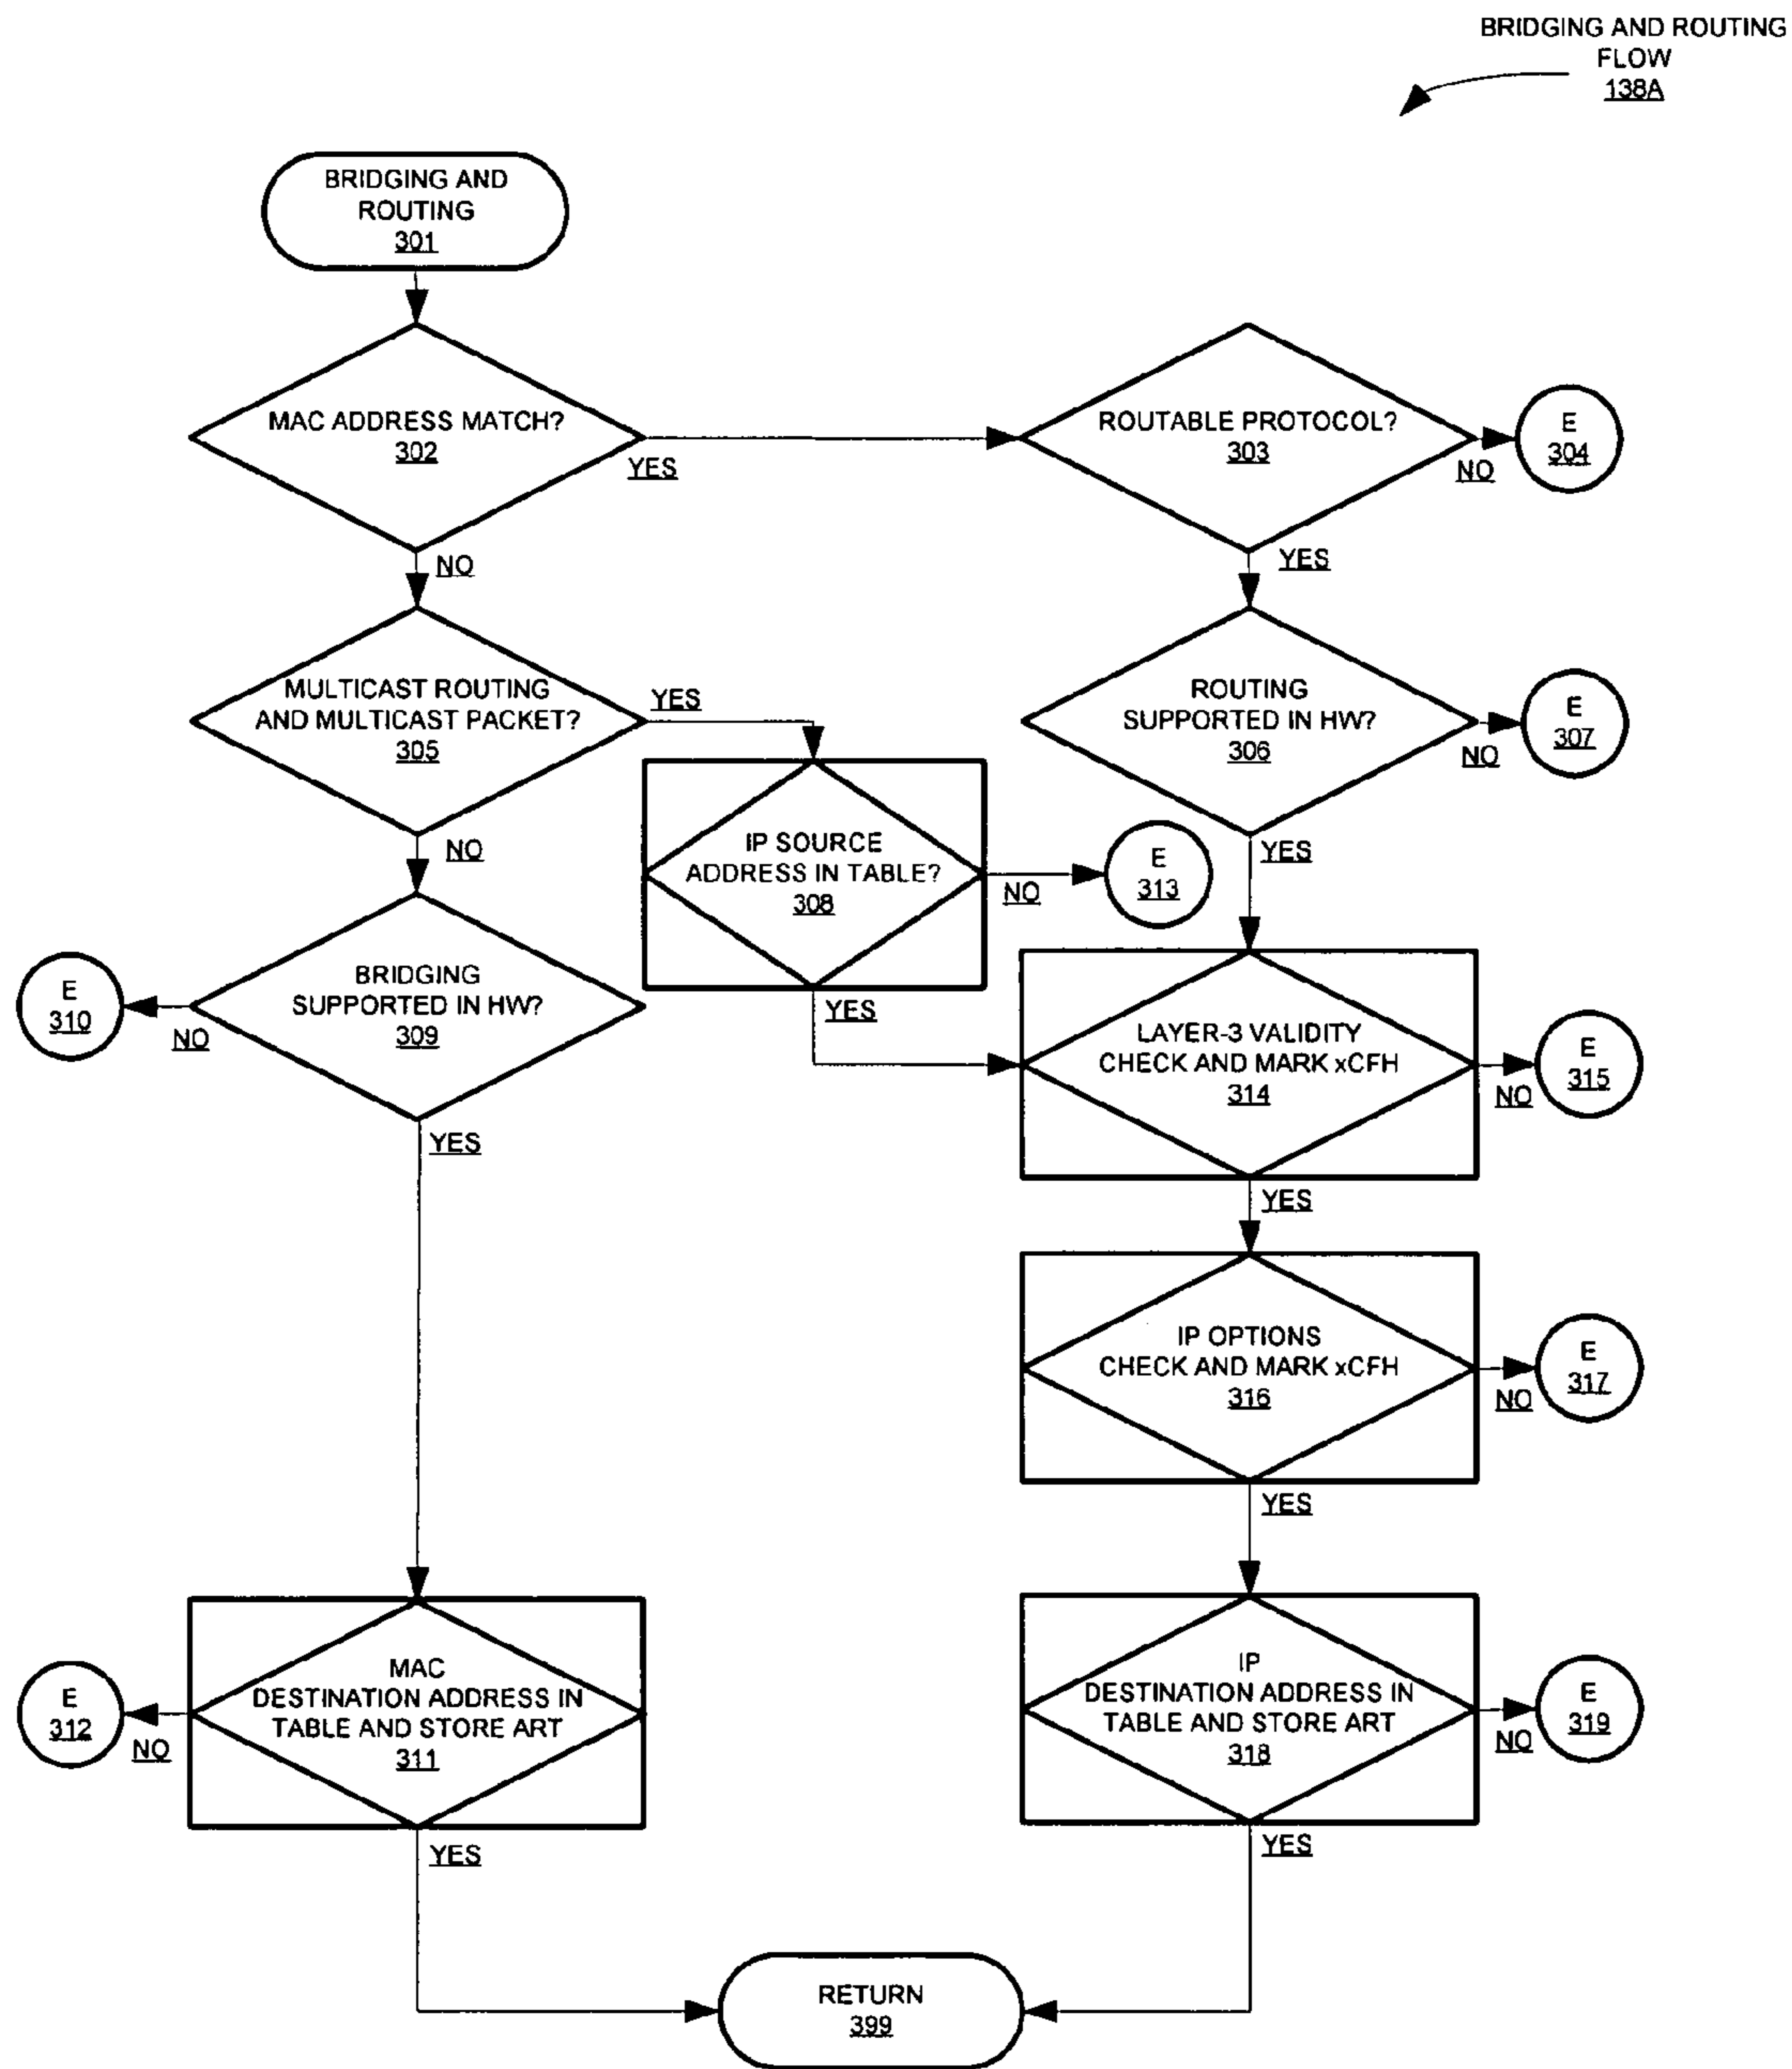 BRIDGING AND ROUTING
FLOW
138A
BRIDGING AND
ROUTING
301
MAC ADDRESS MATCH?
302
YES
NO
ROUTABLE PROTOCOL?
303
NO
E
304
YES
MULTICAST ROUTING
AND MULTICAST PACKET?
305
YES
NO
ROUTING
SUPPORTED IN HW?
306
NO
E
307
YES
IP SOURCE
ADDRESS IN TABLE?
308
NO
E
313
YES
BRIDGING
SUPPORTED IN HW?
309
NO
E
310
YES
LAYER-3 VALIDITY
CHECK AND MARK xCFH
314
NO
E
315
YES
IP OPTIONS
CHECK AND MARK xCFH
316
NO
E
317
YES
MAC
DESTINATION ADDRESS IN
TABLE AND STORE ART
311
NO
E
312
YES
IP
DESTINATION ADDRESS IN
TABLE AND STORE ART
318
NO
E
319
YES
RETURN
399